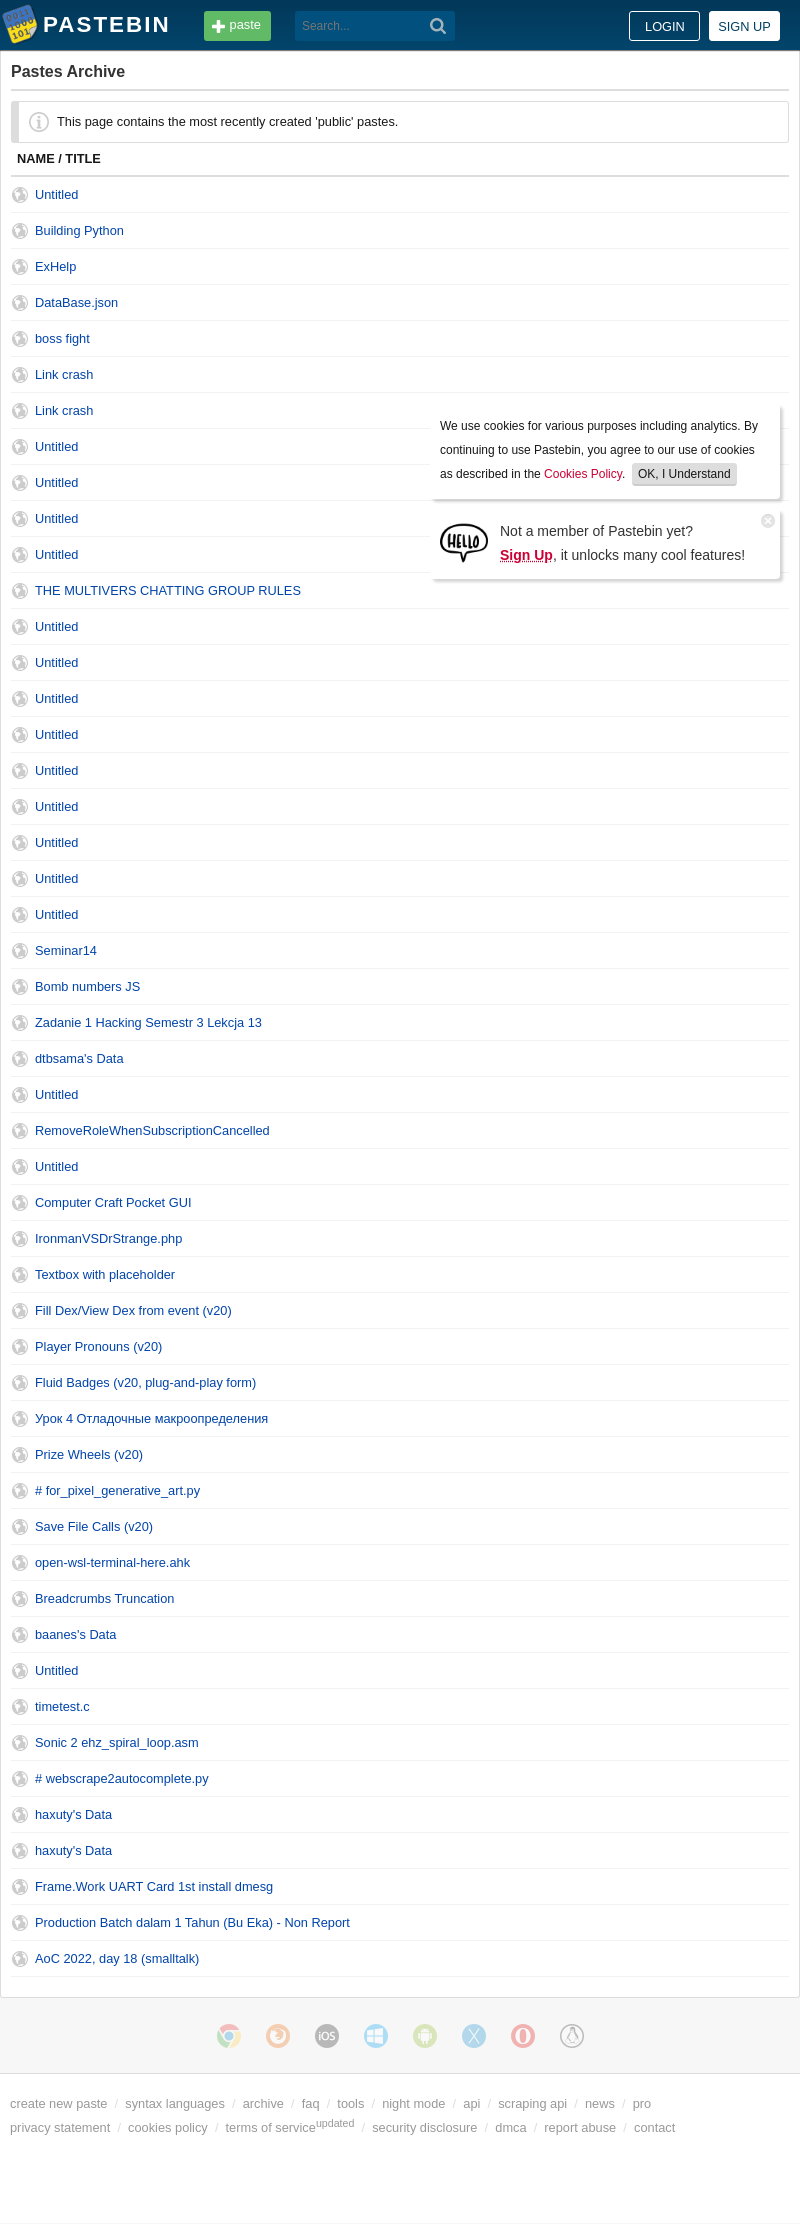 PASTEBIN
paste
Search...
LOGIN
SIGN UP
Pastes Archive
This page contains the most recently created 'public' pastes.
NAME / TITLE
Untitled
Building Python
ExHelp
DataBase.json
boss fight
Link crash
Link crash
Untitled
Untitled
Untitled
Untitled
We use cookies for various purposes including analytics. By
continuing to use Pastebin, you agree to our use of cookies
as described in the Cookies Policy. OK, I Understand
HELLO
Not a member of Pastebin yet?
Sign Up, it unlocks many cool features!
THE MULTIVERS CHATTING GROUP RULES
Untitled
Untitled
Untitled
Untitled
Untitled
Untitled
Untitled
Untitled
Untitled
Seminar14
Bomb numbers JS
Zadanie 1 Hacking Semestr 3 Lekcja 13
dtbsama's Data
Untitled
RemoveRoleWhenSubscriptionCancelled
Untitled
Computer Craft Pocket GUI
IronmanVSDrStrange.php
Textbox with placeholder
Fill Dex/View Dex from event (v20)
Player Pronouns (v20)
Fluid Badges (v20, plug-and-play form)
Урок 4 Отладочные макроопределения
Prize Wheels (v20)
# for_pixel_generative_art.py
Save File Calls (v20)
open-wsl-terminal-here.ahk
Breadcrumbs Truncation
baanes's Data
Untitled
timetest.c
Sonic 2 ehz_spiral_loop.asm
# webscrape2autocomplete.py
haxuty's Data
haxuty's Data
Frame.Work UART Card 1st install dmesg
Production Batch dalam 1 Tahun (Bu Eka) - Non Report
AoC 2022, day 18 (smalltalk)
iOS
create new paste / syntax languages / archive / faq / tools / night mode / api / scraping api / news / pro
privacy statement / cookies policy / terms of serviceupdated / security disclosure / dmca / report abuse / contact